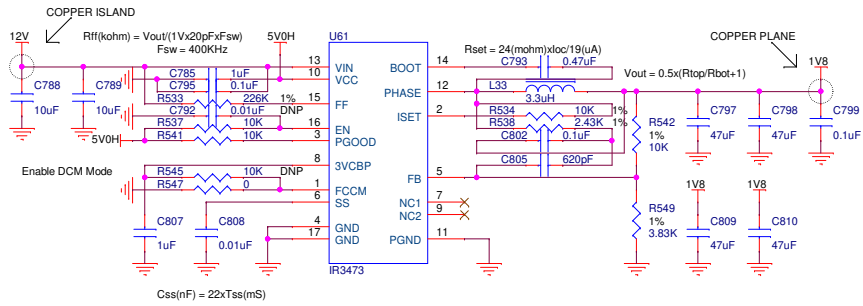 COPPER ISLAND
12V
Rff(kohm) = Vout/(1Vx20pFxFsw)
Fsw = 400KHz
5V0H
U61
Rset = 24(mohm)xIoc/19(uA)
COPPER PLANE
Vout = 0.5x(Rtop/Rbot+1)
1V8
C788
10uF
C789
10uF
C785
1uF
C795
0.1uF
R533
226K
1%
C792
0.01uF
DNP
R537
10K
R541
10K
5V0H
13
VIN
10
VCC
15
FF
16
EN
3
PGOOD
8
3VCBP
1
FCCM
6
SS
4
GND
17
GND
BOOT
14
PHASE
12
ISET
2
FB
5
NC1
7
NC2
9
PGND
11
IR3473
C793
0.47uF
L33
3.3uH
R534
10K
1%
R538
2.43K
1%
C802
0.1uF
C805
620pF
R542
1%
10K
C797
47uF
C798
47uF
C799
0.1uF
R549
1%
3.83K
1V8
C809
47uF
1V8
C810
47uF
Enable DCM Mode
R545
10K
DNP
R547
0
C807
1uF
C808
0.01uF
Css(nF) = 22xTss(mS)